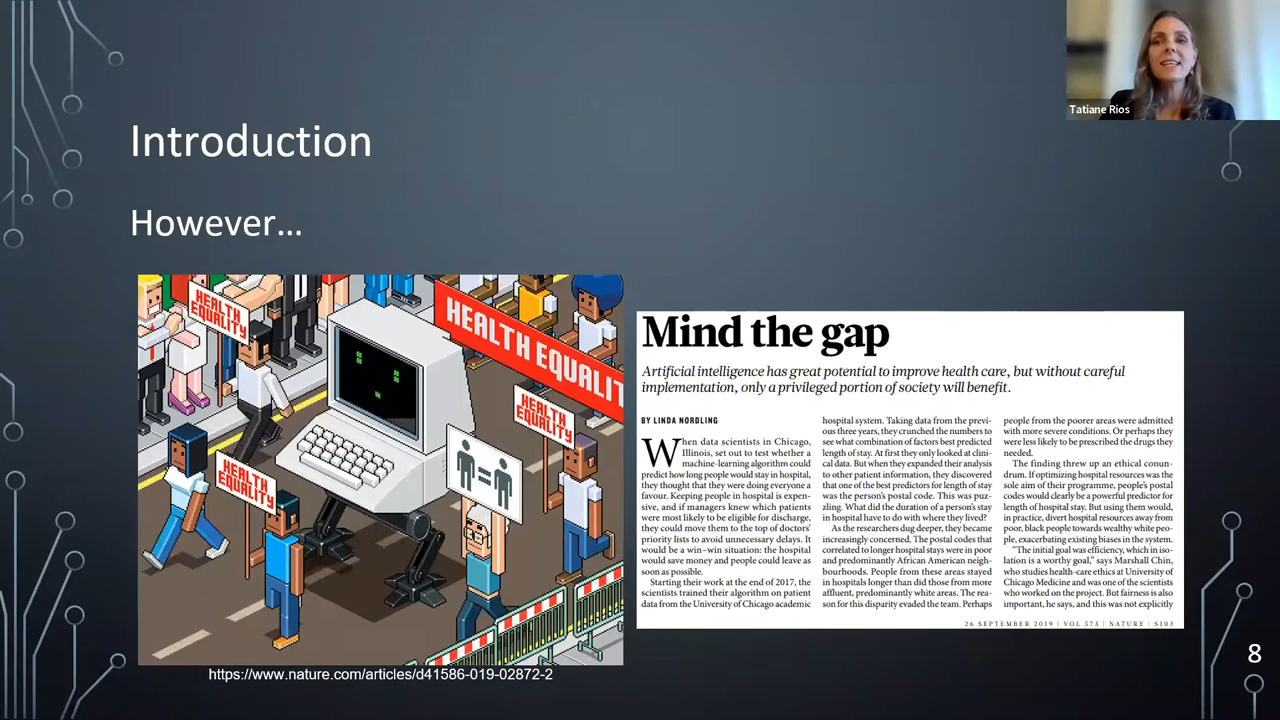 Tatiane Rios
Introduction
However...
HEALTH
EQUALITY
HEALTH EQUALIT
HEALTH
EQUALITY
HEALTH
EQUALITY
=
Mind the gap
Artificial intelligence has great potential to improve health care, but without careful
implementation, only a privileged portion of society will benefit.
BY LINDA NORDLING
When data scientists in Chicago,
Illinois, set out to test whether a
machine-learning algorithm could
predict how long people would stay in hospital,
they thought that they were doing everyone a
favour. Keeping people in hospital is expen-
sive, and if managers knew which patients
were most likely to be eligible for discharge,
they could move them to the top of doctors'
priority lists to avoid unnecessary delays. It
would be a win–win situation: the hospital
would save money and people could leave as
soon as possible.
Starting their work at the end of 2017, the
scientists trained their algorithm on patient
data from the University of Chicago academic
hospital system. Taking data from the previ-
ous three years, they crunched the numbers to
see what combination of factors best predicted
length of stay. At first they only looked at clini-
cal data. But when they expanded their analysis
to other patient information, they discovered
that one of the best predictors for length of stay
was the person's postal code. This was puz-
zling. What did the duration of a person's stay
in hospital have to do with where they lived?
As the researchers dug deeper, they became
increasingly concerned. The postal codes that
correlated to longer hospital stays were in poor
and predominantly African American neigh-
bourhoods. People from these areas stayed
in hospitals longer than did those from more
affluent, predominantly white areas. The rea-
son for this disparity evaded the team. Perhaps
people from the poorer areas were admitted
with more severe conditions. Or perhaps they
were less likely to be prescribed the drugs they
needed.
The finding threw up an ethical conun-
drum. If optimizing hospital resources was the
sole aim of their programme, people's postal
codes would clearly be a powerful predictor for
length of hospital stay. But using them would,
in practice, divert hospital resources away from
poor, black people towards wealthy white peo-
ple, exacerbating existing biases in the system.
"The initial goal was efficiency, which in iso-
lation is a worthy goal," says Marshall Chin,
who studies health-care ethics at University of
Chicago Medicine and was one of the scientists
who worked on the project. But fairness is also
important, he says, and this was not explicitly
26 SEPTEMBER 2019 | VOL 573 | NATURE | S103
https://www.nature.com/articles/d41586-019-02872-2
8